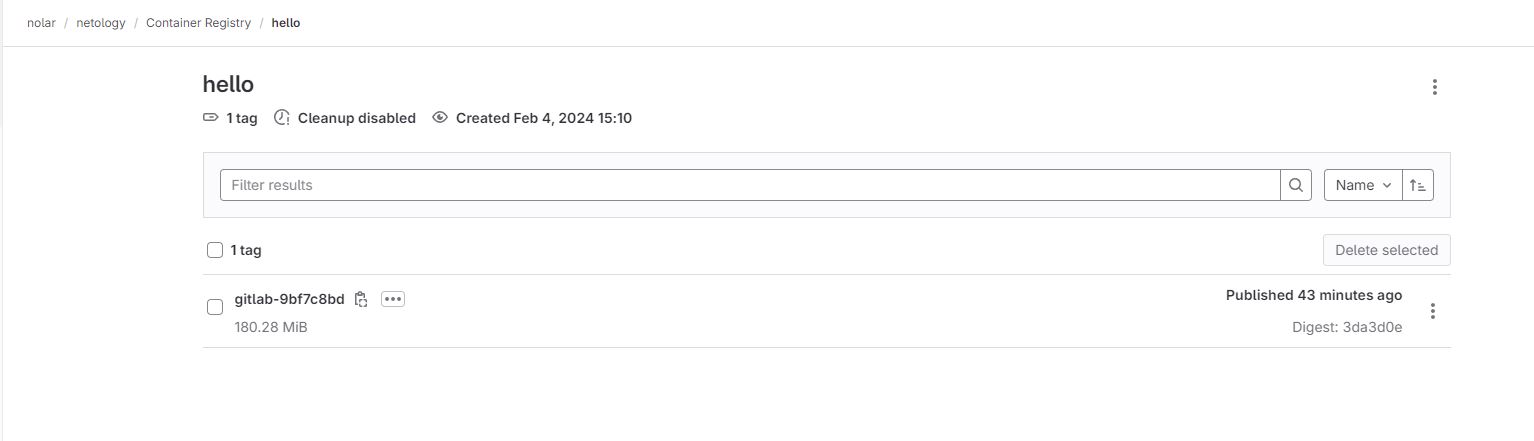 nolar / netology / Container Registry / hello
hello
1 tag Cleanup disabled Created Feb 4, 2024 15:10
Filter results Name
1 tag Delete selected
gitlab-9bf7c8bd Published 43 minutes ago
180.28 MiB Digest: 3da3d0e